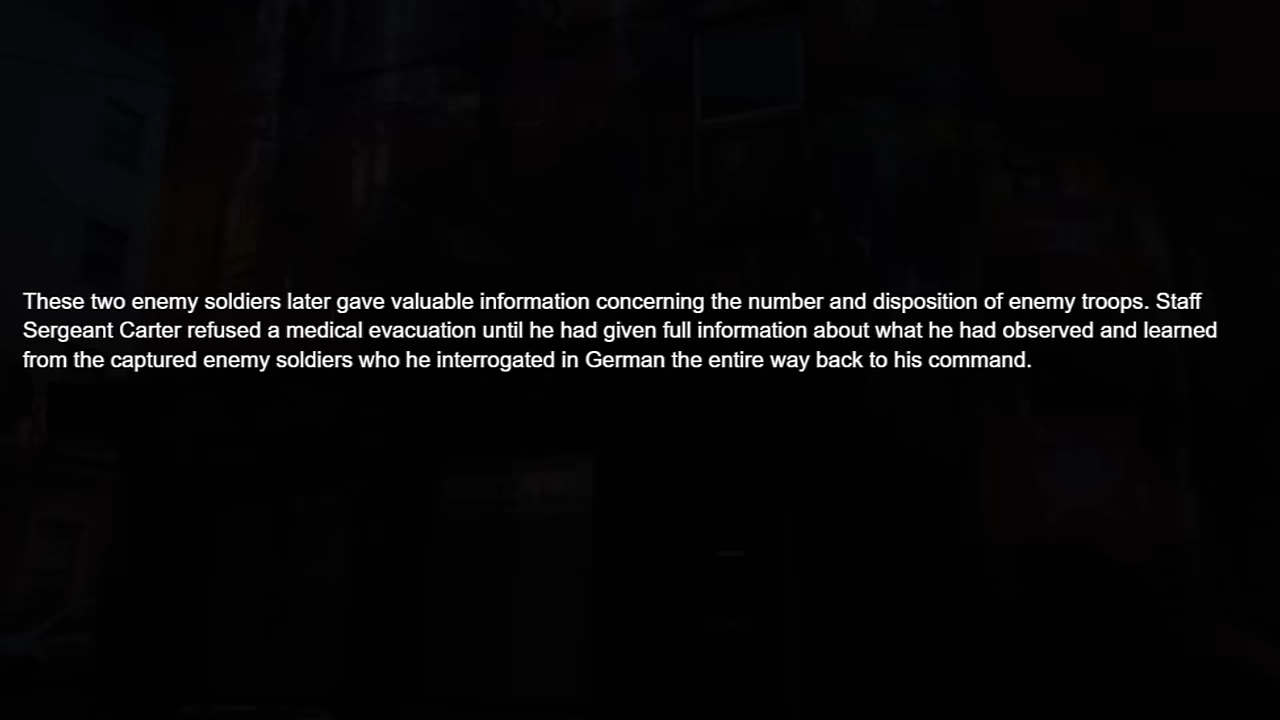 These two enemy soldiers later gave valuable information concerning the number and disposition of enemy troops. Staff
Sergeant Carter refused a medical evacuation until he had given full information about what he had observed and learned
from the captured enemy soldiers who he interrogated in German the entire way back to his command.